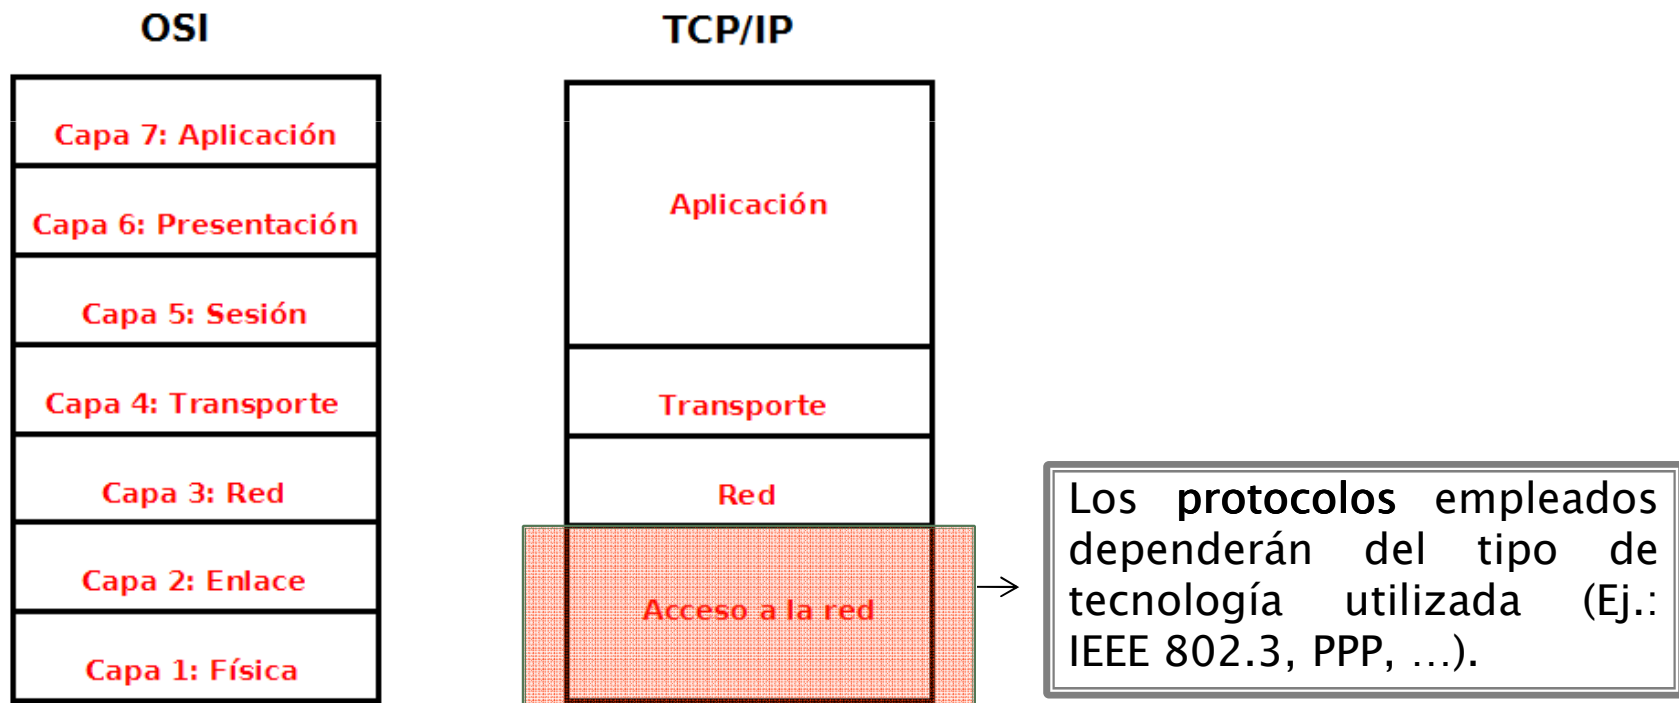 OSI
TCP/IP
Capa 7: Aplicación
Capa 6: Presentación
Capa 5: Sesión
Capa 4: Transporte
Capa 3: Red
Capa 2: Enlace
Capa 1: Física
Aplicación
Transporte
Red
Acceso a la red
Los protocolos empleados
dependerán del tipo de
tecnología utilizada (Ej.:
IEEE 802.3, PPP, …).